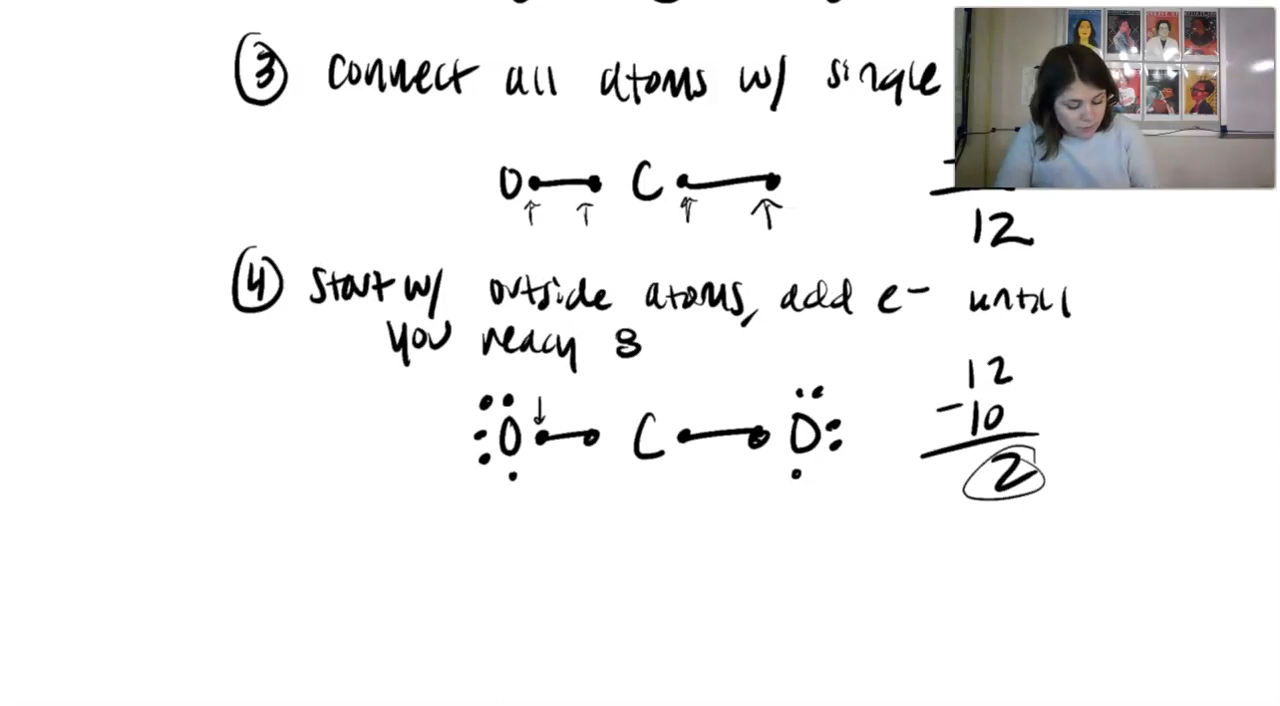 ③ Connect all atoms w/ single
O C
12
④ Start w/ outside atoms, add e- until
you reach 8
O C O
12
-10
2